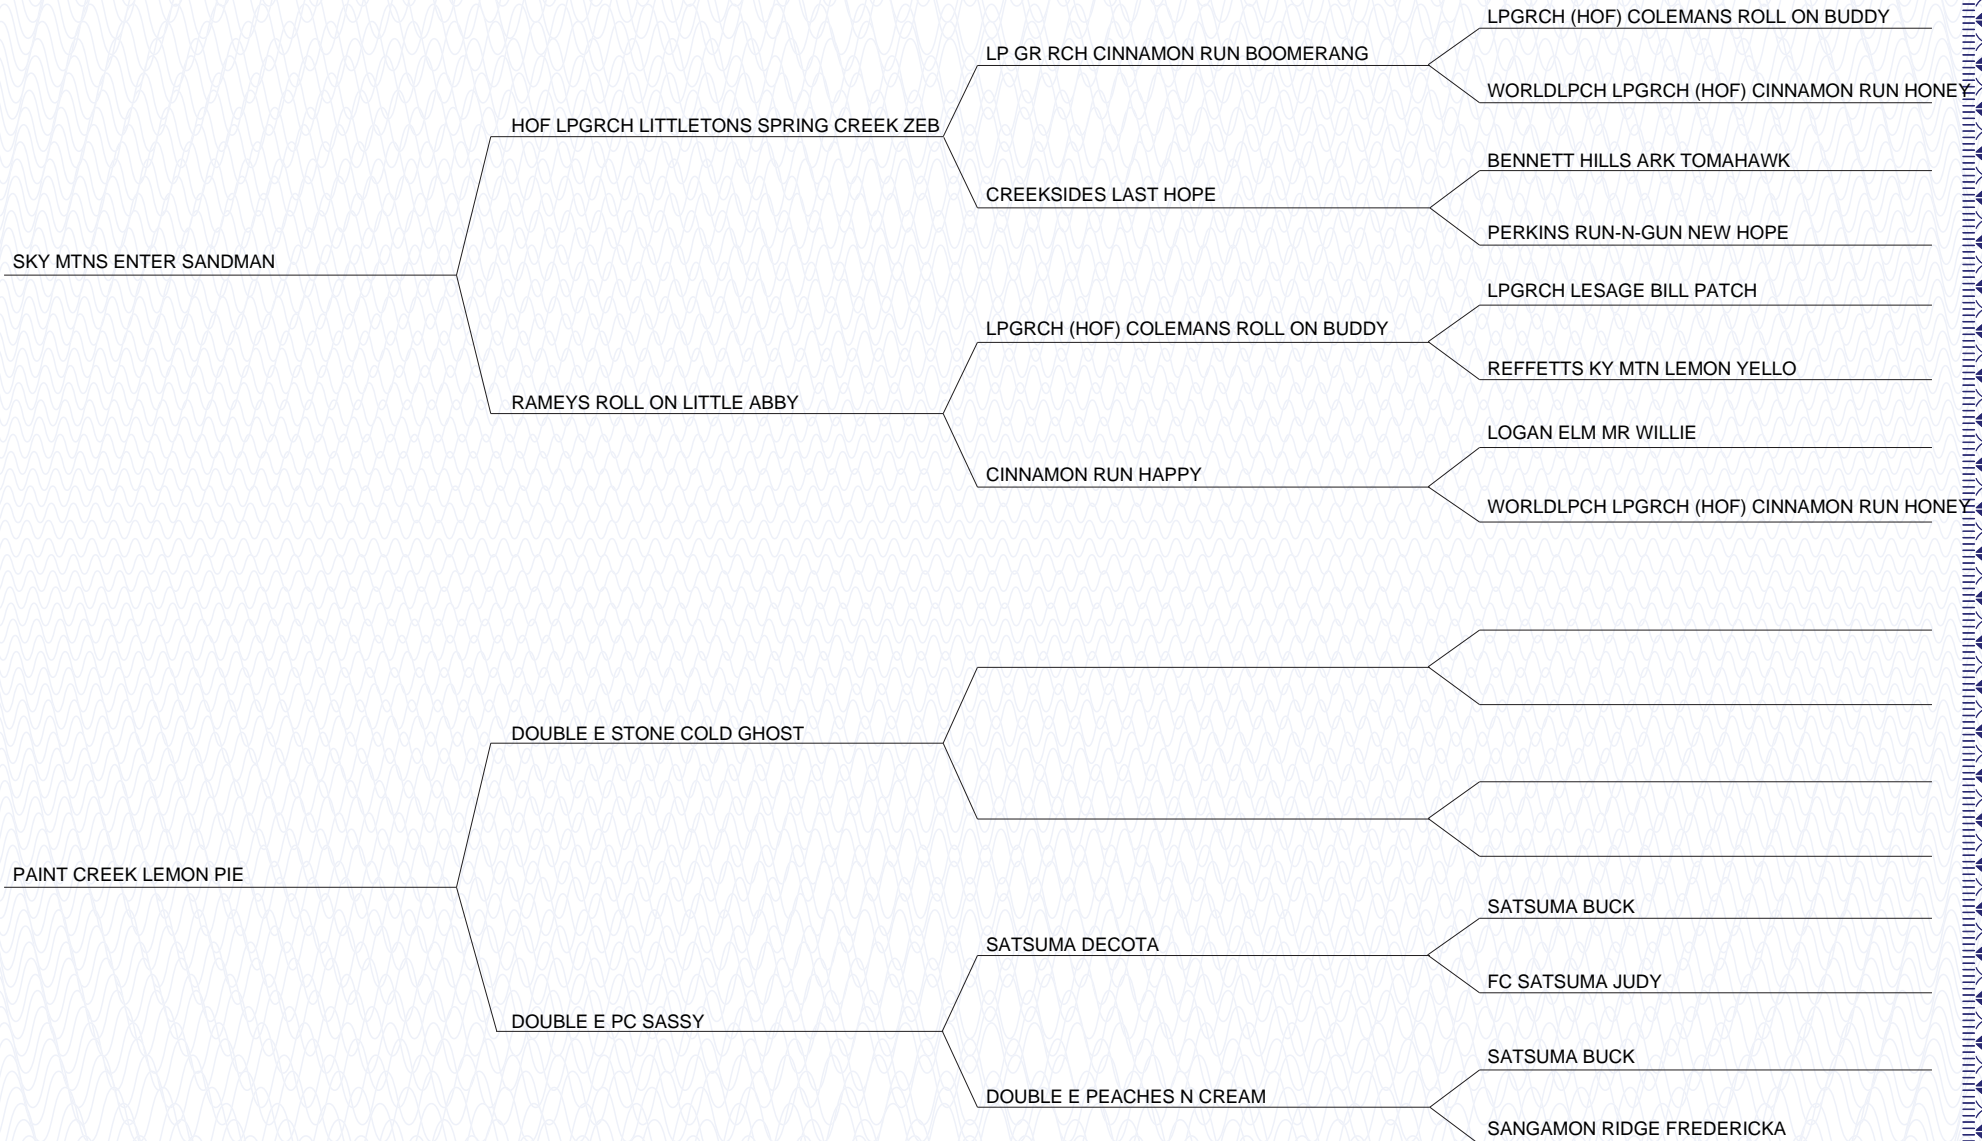 LPGRCH (HOF) COLEMANS ROLL ON BUDDY
LP GR RCH CINNAMON RUN BOOMERANG
WORLDLPCH LPGRCH (HOF) CINNAMON RUN HONEY
HOF LPGRCH LITTLETONS SPRING CREEK ZEB
BENNETT HILLS ARK TOMAHAWK
CREEKSIDES LAST HOPE
PERKINS RUN-N-GUN NEW HOPE
SKY MTNS ENTER SANDMAN
LPGRCH LESAGE BILL PATCH
LPGRCH (HOF) COLEMANS ROLL ON BUDDY
REFFETTS KY MTN LEMON YELLO
RAMEYS ROLL ON LITTLE ABBY
LOGAN ELM MR WILLIE
CINNAMON RUN HAPPY
WORLDLPCH LPGRCH (HOF) CINNAMON RUN HONEY
DOUBLE E STONE COLD GHOST
PAINT CREEK LEMON PIE
SATSUMA BUCK
SATSUMA DECOTA
FC SATSUMA JUDY
DOUBLE E PC SASSY
SATSUMA BUCK
DOUBLE E PEACHES N CREAM
SANGAMON RIDGE FREDERICKA